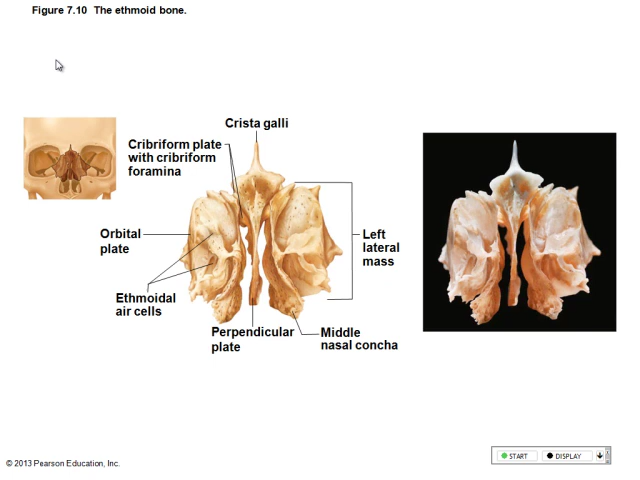 Figure 7.10 The ethmoid bone.
Crista galli
Cribriform plate
with cribriform
foramina
Orbital
plate
Left
lateral
mass
Ethmoidal
air cells
Perpendicular
plate
Middle
nasal concha
© 2013 Pearson Education, Inc.
START
DISPLAY